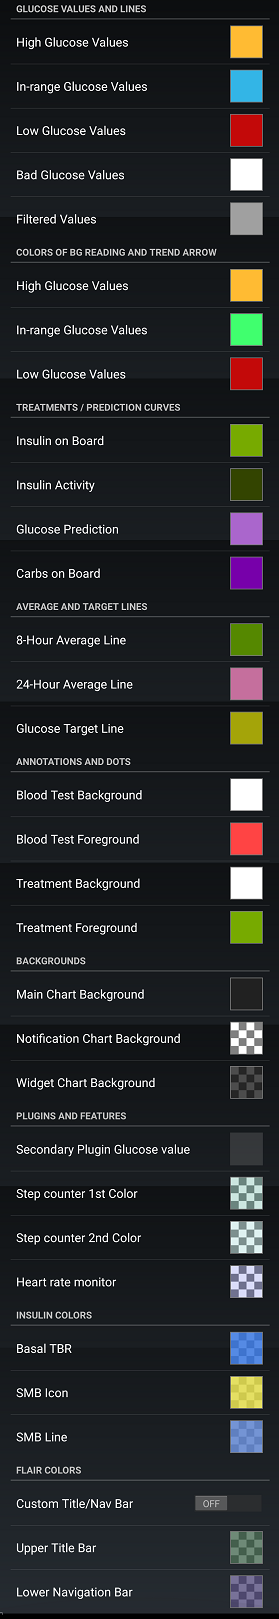 GLUCOSE VALUES AND LINES
High Glucose Values
In-range Glucose Values
Low Glucose Values
Bad Glucose Values
Filtered Values
COLORS OF BG READING AND TREND ARROW
High Glucose Values
In-range Glucose Values
Low Glucose Values
TREATMENTS / PREDICTION CURVES
Insulin on Board
Insulin Activity
Glucose Prediction
Carbs on Board
AVERAGE AND TARGET LINES
8-Hour Average Line
24-Hour Average Line
Glucose Target Line
ANNOTATIONS AND DOTS
Blood Test Background
Blood Test Foreground
Treatment Background
Treatment Foreground
BACKGROUNDS
Main Chart Background
Notification Chart Background
Widget Chart Background
PLUGINS AND FEATURES
Secondary Plugin Glucose value
Step counter 1st Color
Step counter 2nd Color
Heart rate monitor
INSULIN COLORS
Basal TBR
SMB Icon
SMB Line
FLAIR COLORS
Custom Title/Nav Bar OFF
Upper Title Bar
Lower Navigation Bar